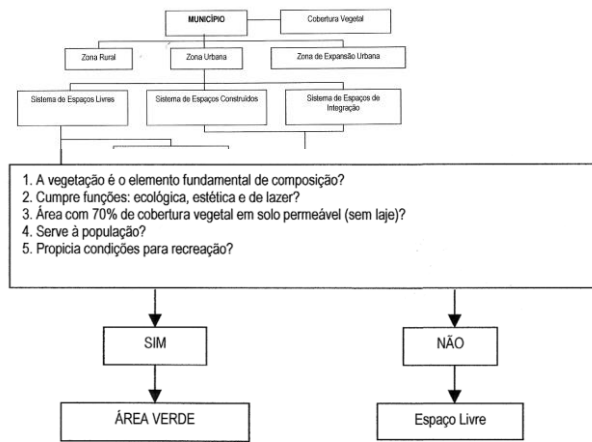 MUNICÍPIO
Cobertura Vegetal
Zona Rural
Zona Urbana
Zona de Expansão Urbana
Sistema de Espaços Livres
Sistema de Espaços Construídos
Sistema de Espaços de
Integração
1. A vegetação é o elemento fundamental de composição?
2. Cumpre funções: ecológica, estética e de lazer?
3. Área com 70% de cobertura vegetal em solo permeável (sem laje)?
4. Serve à população?
5. Propicia condições para recreação?
SIM
NÃO
ÁREA VERDE
Espaço Livre